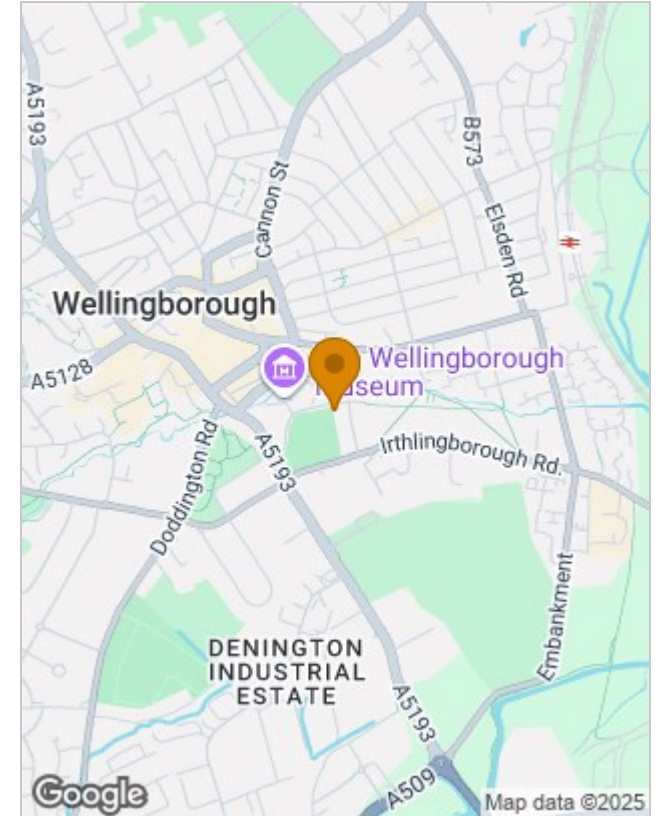 A5193
B573
Cannon St
Elsden Rd
Wellingborough
Wellingborough
Museum
A5128
Doddington Rd
A5193
Irthlingborough Rd.
DENINGTON
INDUSTRIAL
ESTATE
Embankment
A5193
A509
Google
Map data ©2025